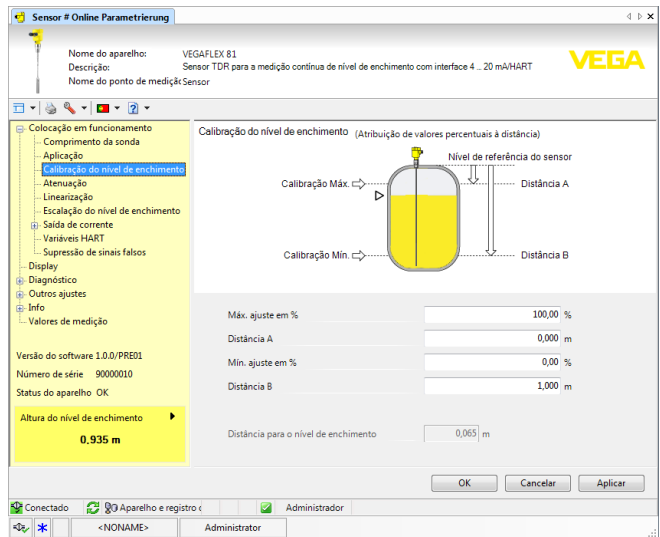 Sensor # Online Parametrierung
Nome do aparelho: VEGAFLEX 81
Descrição: Sensor TDR para a medição contínua de nível de enchimento com interface 4 .. 20 mA/HART
Nome do ponto de mediçãc Sensor
VEGA
Colocação em funcionamento
Comprimento da sonda
Aplicação
Calibração do nível de enchimento
Atenuação
Linearização
Escalação do nível de enchimento
Saída de corrente
Variáveis HART
Supressão de sinais falsos
Display
Diagnóstico
Outros ajustes
Info
Valores de medição
Versão do software 1.0.0/PRE01
Número de série 90000010
Status do aparelho OK
Altura do nível de enchimento
0,935 m
Calibração do nível de enchimento (Atribuição de valores percentuais à distância)
Nível de referência do sensor
Calibração Máx.
Distância A
Calibração Mín.
Distância B
Máx. ajuste em % 100,00 %
Distância A 0,000 m
Mín. ajuste em % 0,00 %
Distância B 1,000 m
Distância para o nível de enchimento 0,065 m
OK Cancelar Aplicar
Conectado Aparelho e registro c Administrador
<NONAME> Administrator